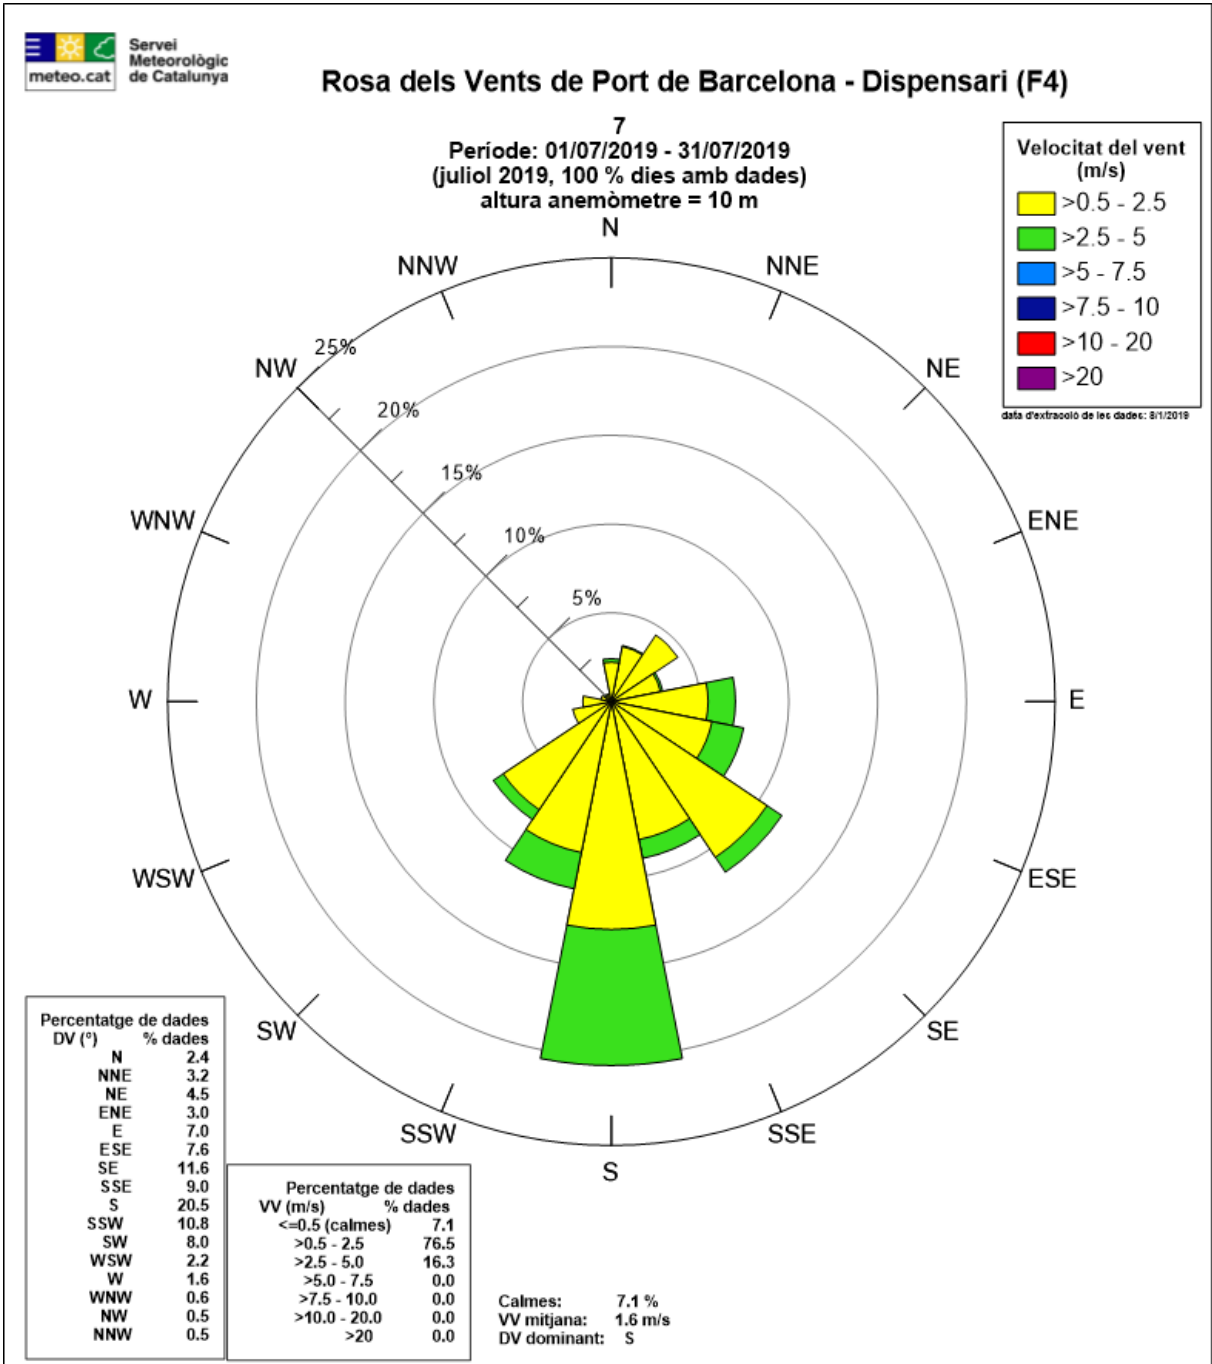 meteo.cat
Servei
Meteorològic
de Catalunya
Rosa dels Vents de Port de Barcelona - Dispensari (F4)
7
Període: 01/07/2019 - 31/07/2019
(juliol 2019, 100 % dies amb dades)
altura anemòmetre = 10 m
Velocitat del vent
(m/s)
>0.5 - 2.5
>2.5 - 5
>5 - 7.5
>7.5 - 10
>10 - 20
>20
data d'extracció de les dades: 8/1/2019
N
NNW
NNE
NW
NE
25%
20%
15%
10%
5%
WNW
ENE
W
E
WSW
ESE
SW
SE
SSW
SSE
S
Percentatge de dades
DV (º) % dades
N 2.4
NNE 3.2
NE 4.5
ENE 3.0
E 7.0
ESE 7.6
SE 11.6
SSE 9.0
S 20.5
SSW 10.8
SW 8.0
WSW 2.2
W 1.6
WNW 0.6
NW 0.5
NNW 0.5
Percentatge de dades
VV (m/s) % dades
<=0.5 (calmes) 7.1
>0.5 - 2.5 76.5
>2.5 - 5.0 16.3
>5.0 - 7.5 0.0
>7.5 - 10.0 0.0
>10.0 - 20.0 0.0
>20 0.0
Calmes: 7.1 %
VV mitjana: 1.6 m/s
DV dominant: S